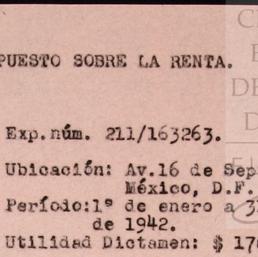 PUESTO SOBRE LA RENTA.
Exp.núm. 211/163263.
Ubicación: Av.16 de Sep
México, D.F.
Período:1º de enero a 3
de 1942.
Utilidad Dictamen: $ 17